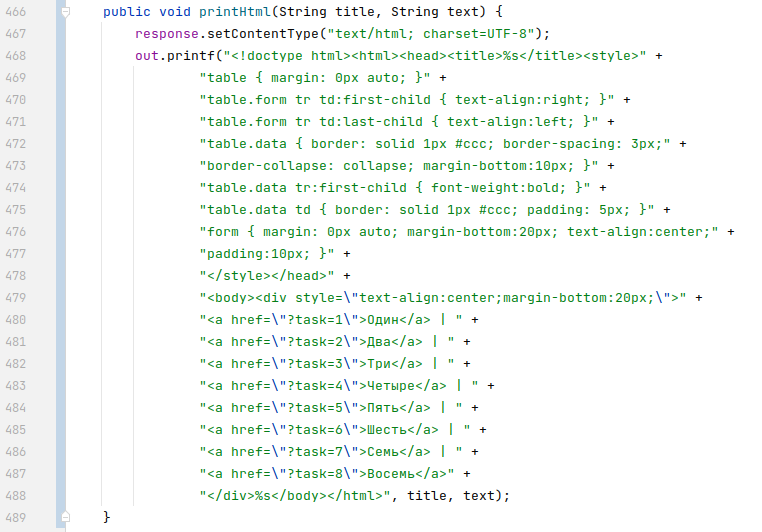 466 public void printHtml(String title, String text) {
467 response.setContentType("text/html; charset=UTF-8");
468 out.printf("<!doctype html><html><head><title>%s</title><style>" +
469 "table { margin: 0px auto; }" +
470 "table.form tr td:first-child { text-align:right; }" +
471 "table.form tr td:last-child { text-align:left; }" +
472 "table.data { border: solid 1px #ccc; border-spacing: 3px;" +
473 "border-collapse: collapse; margin-bottom:10px; }" +
474 "table.data tr:first-child { font-weight:bold; }" +
475 "table.data td { border: solid 1px #ccc; padding: 5px; }" +
476 "form { margin: 0px auto; margin-bottom:20px; text-align:center;" +
477 "padding:10px; }" +
478 "</style></head>" +
479 "<body><div style=\"text-align:center;margin-bottom:20px;\">" +
480 "<a href=\"?task=1\">Один</a> | " +
481 "<a href=\"?task=2\">Два</a> | " +
482 "<a href=\"?task=3\">Три</a> | " +
483 "<a href=\"?task=4\">Четыре</a> | " +
484 "<a href=\"?task=5\">Пять</a> | " +
485 "<a href=\"?task=6\">Шесть</a> | " +
486 "<a href=\"?task=7\">Семь</a> | " +
487 "<a href=\"?task=8\">Восемь</a>" +
488 "</div>%s</body></html>", title, text);
489 }